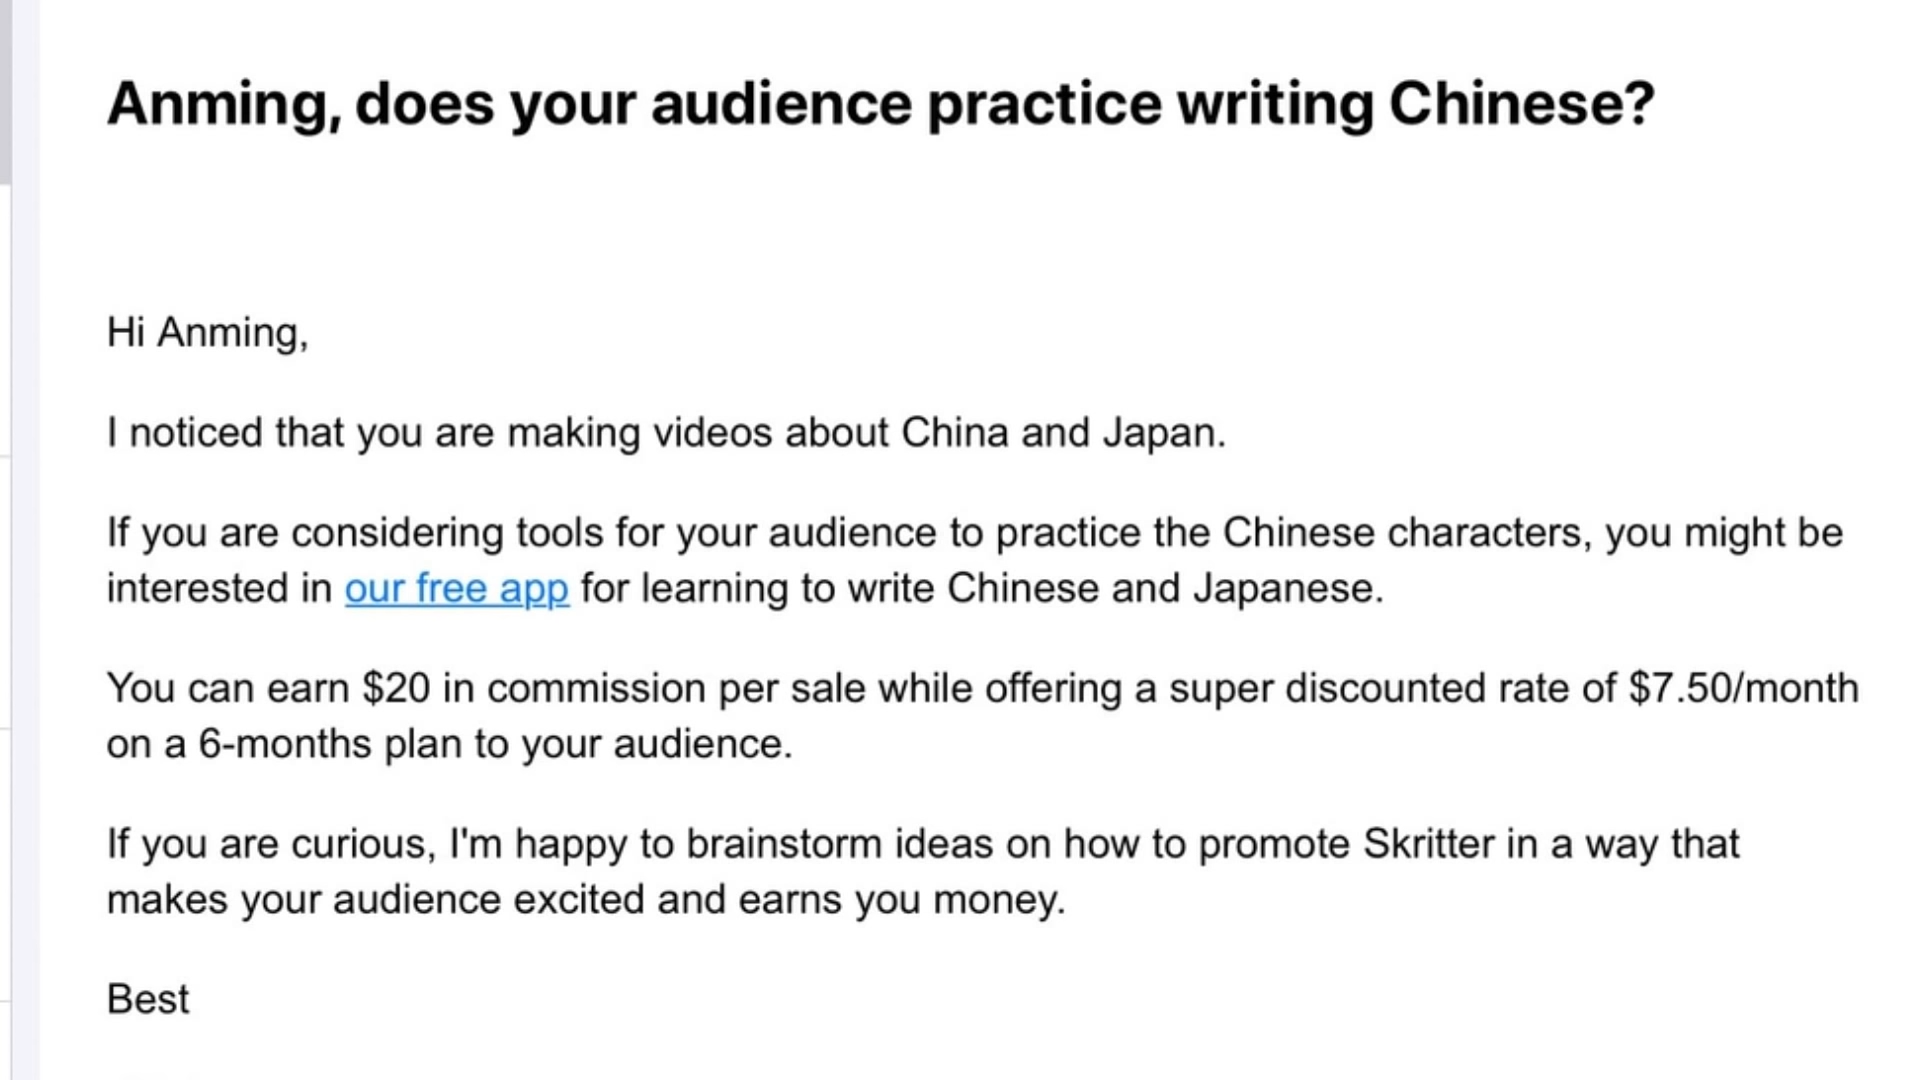 Anming, does your audience practice writing Chinese?
Hi Anming,
I noticed that you are making videos about China and Japan.
If you are considering tools for your audience to practice the Chinese characters, you might be
interested in our free app for learning to write Chinese and Japanese.
You can earn $20 in commission per sale while offering a super discounted rate of $7.50/month
on a 6-months plan to your audience.
If you are curious, I'm happy to brainstorm ideas on how to promote Skritter in a way that
makes your audience excited and earns you money.
Best